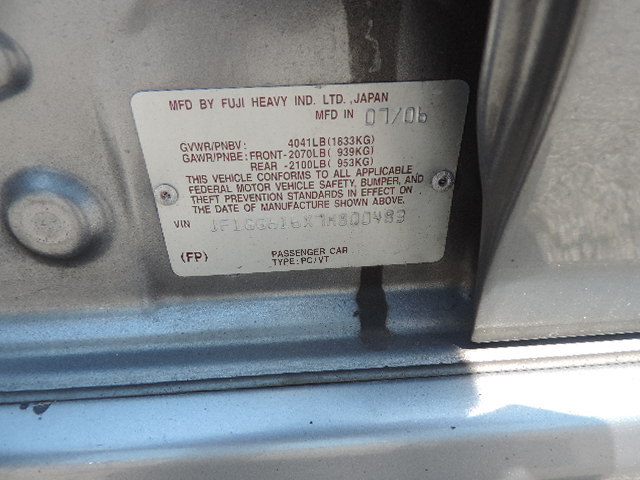 MFD BY FUJI HEAVY IND. LTD.,JAPAN
MFD IN 07/06
GVWR/PNBV: 4041LB(1833KG)
GAWR/PNBE: FRONT-2070LB( 939KG)
REAR -2100LB( 953KG)
THIS VEHICLE CONFORMS TO ALL APPLICABLE
FEDERAL MOTOR VEHICLE SAFETY, BUMPER, AND
THEFT PREVENTION STANDARDS IN EFFECT ON
THE DATE OF MANUFACTURE SHOWN ABOVE.
VIN JF1GG616X7H800483
(FP) PASSENGER CAR
TYPE:PC/VT